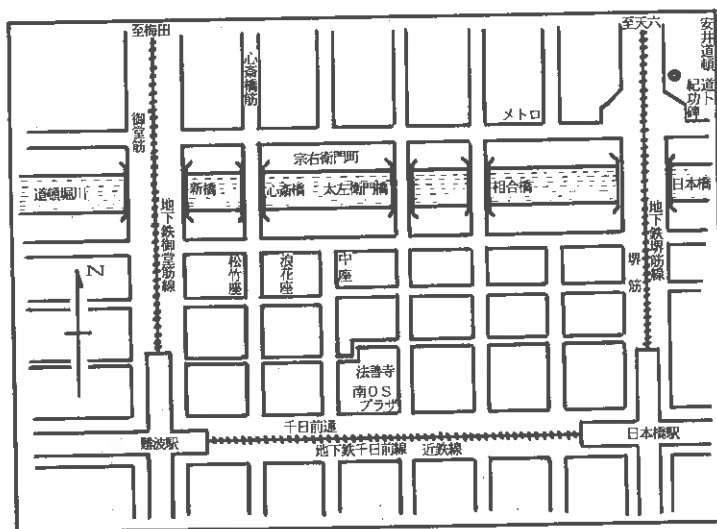 至梅田
心斎橋筋
至天六
安井道頓
道卜
紀功碑
御堂筋
メトロ
宗右衛門町
道頓堀川
新橋
心斎橋
太左衛門橋
相合橋
日本橋
地下鉄御堂筋線
地下鉄堺筋線
堺筋
松竹座
浪花座
中座
N
法善寺
南OS
プラザ
千日前通
難波駅
地下鉄千日前線
近鉄線
日本橋駅